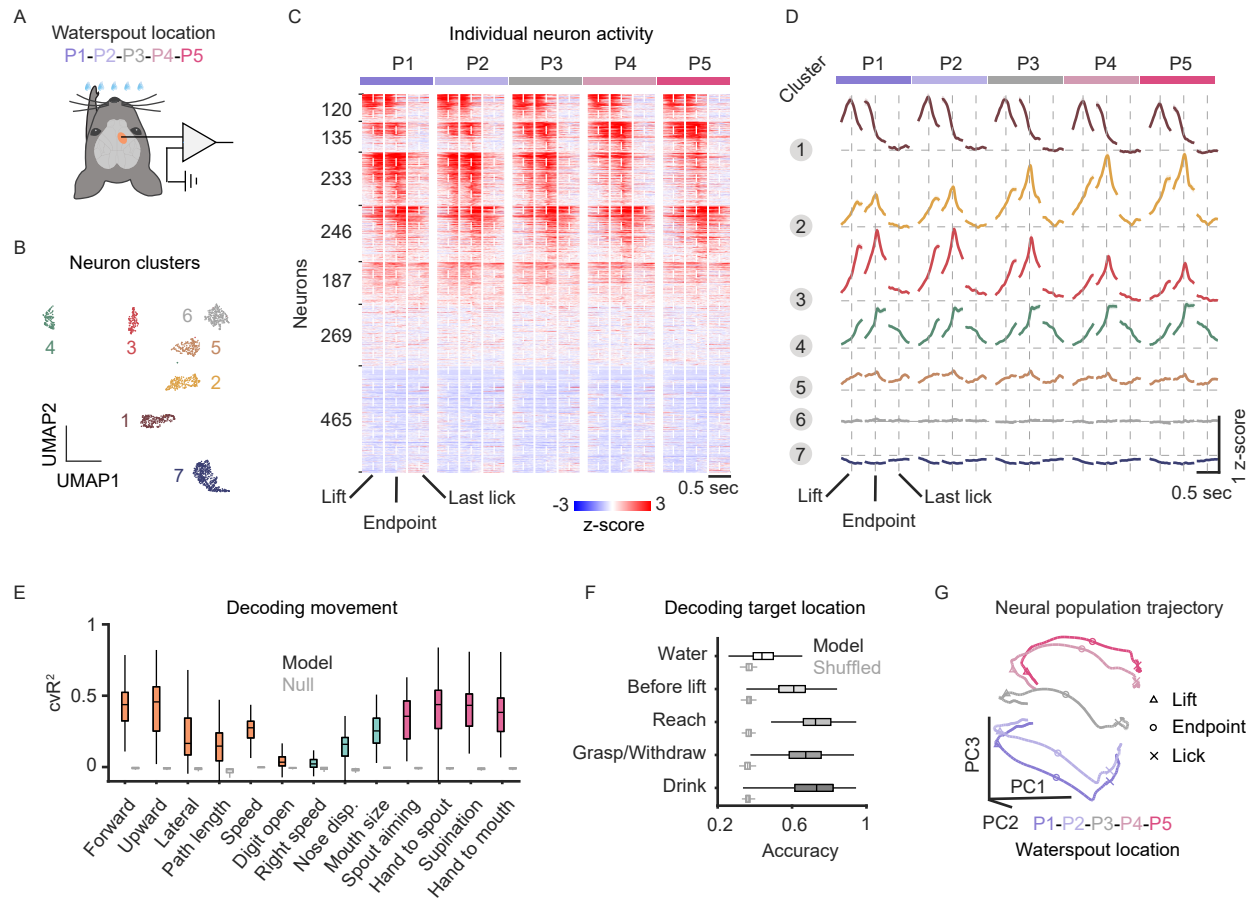 A
Waterspout location
P1-P2-P3-P4-P5
B
Neuron clusters
4
3
6
5
2
1
7
UMAP2
UMAP1
C
Individual neuron activity
P1 P2 P3 P4 P5
Neurons
120
135
233
246
187
269
465
Lift
Endpoint
Last lick
0.5 sec
-3 3
z-score
D
Cluster
P1 P2 P3 P4 P5
1
2
3
4
5
6
7
Lift
Endpoint
Last lick
1 z-score
0.5 sec
E
Decoding movement
cvR²
1
0.5
0
Model
Null
Forward
Upward
Lateral
Path length
Speed
Digit open
Right speed
Nose disp.
Mouth size
Spout aiming
Hand to spout
Supination
Hand to mouth
F
Decoding target location
Model
Shuffled
Water
Before lift
Reach
Grasp/Withdraw
Drink
0.2 0.6 1
Accuracy
G
Neural population trajectory
Lift
Endpoint
Lick
PC3
PC1
PC2
P1-P2-P3-P4-P5
Waterspout location